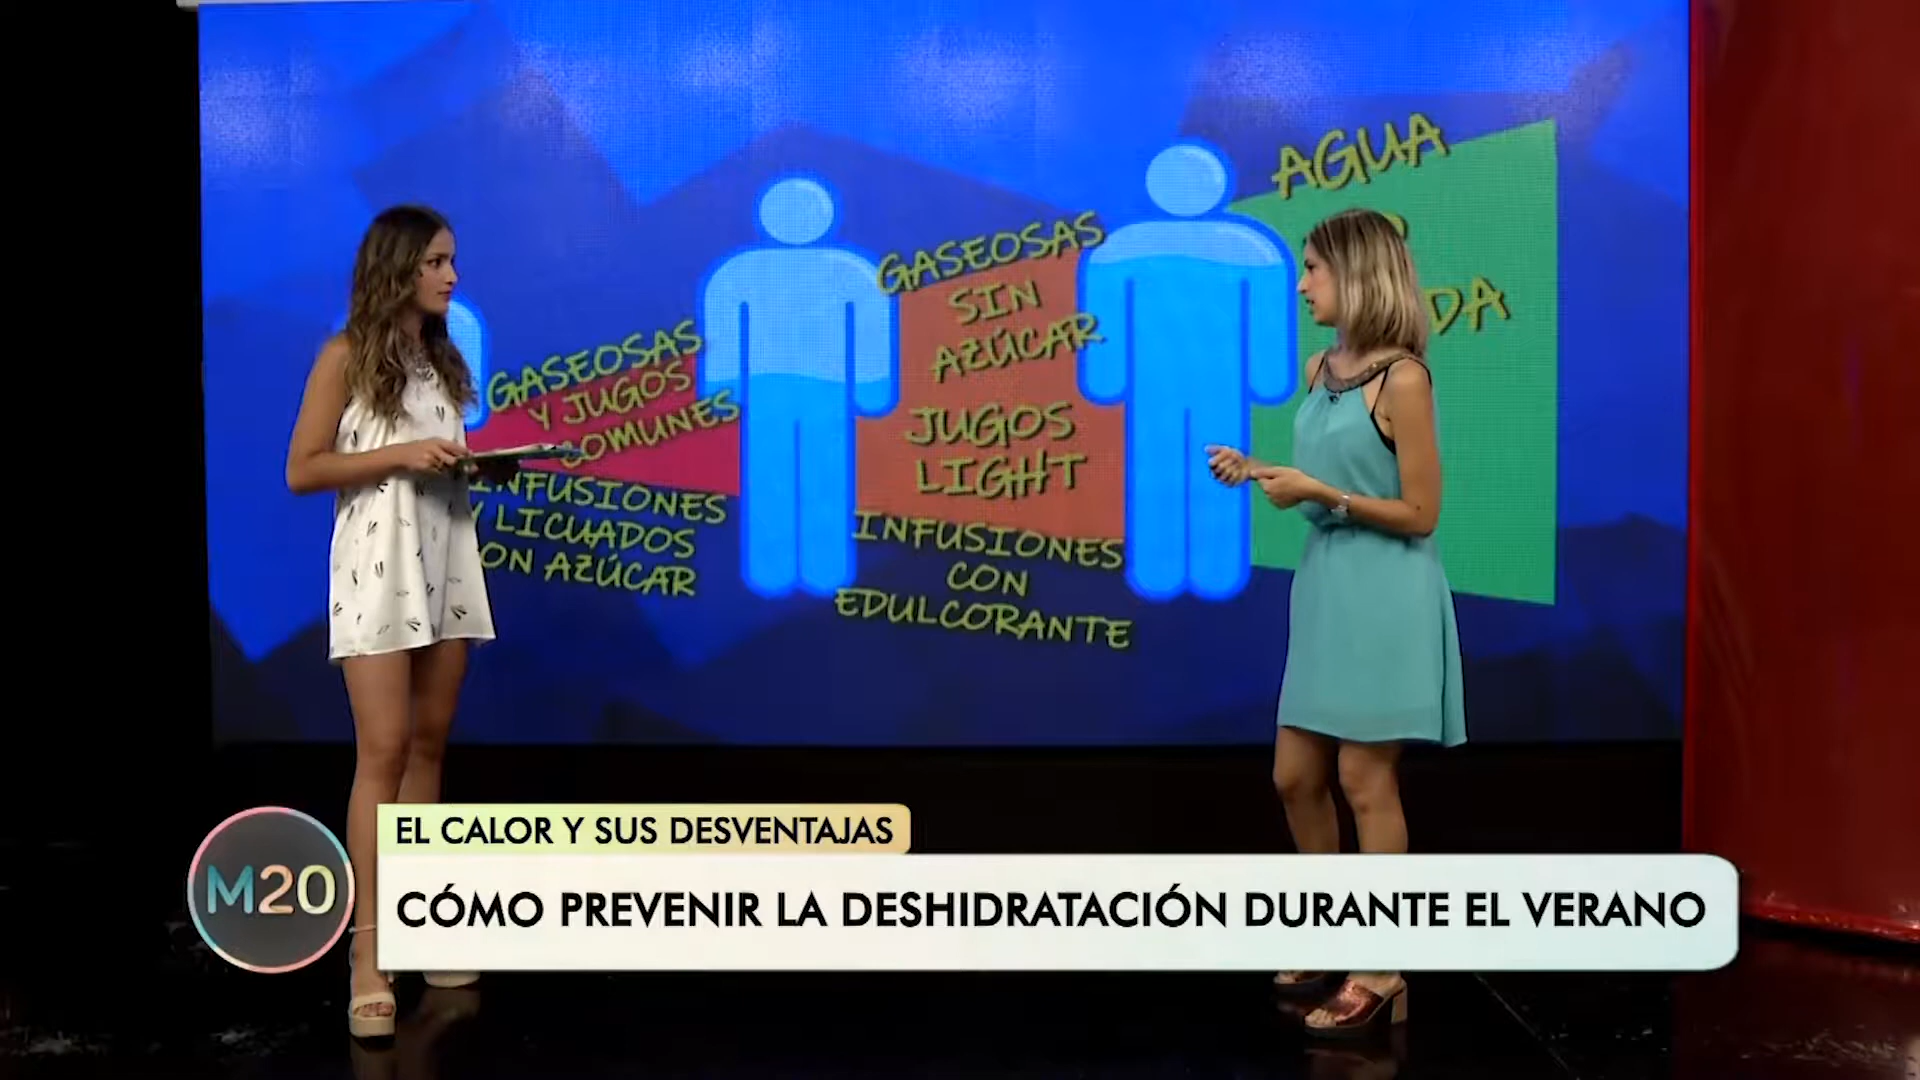 AGUA
DA
GASEOSAS
SIN
AZÚCAR
JUGOS
LIGHT
INFUSIONES
CON
EDULCORANTE
GASEOSAS
Y JUGOS
COMUNES
INFUSIONES
Y LICUADOS
CON AZÚCAR
M20
EL CALOR Y SUS DESVENTAJAS
CÓMO PREVENIR LA DESHIDRATACIÓN DURANTE EL VERANO